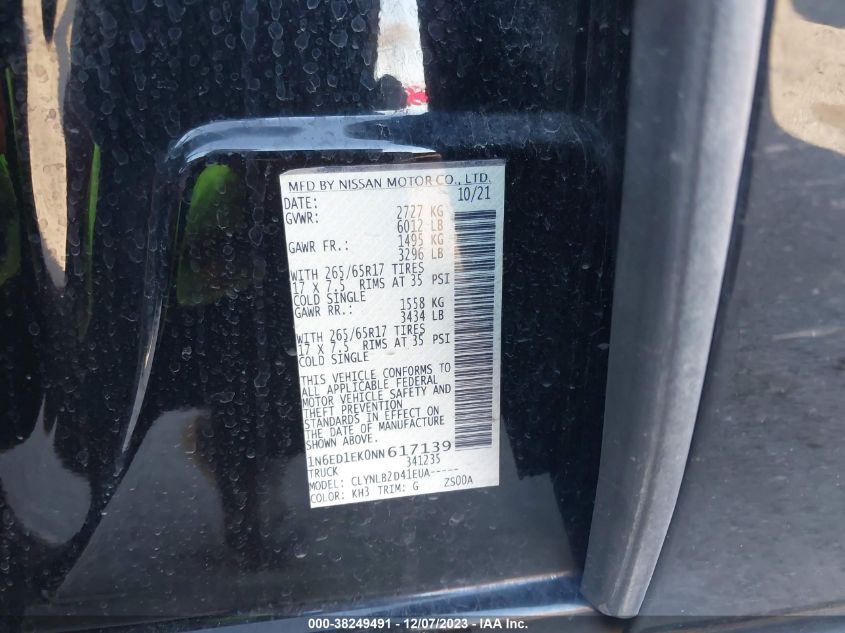 MFD BY NISSAN MOTOR CO., LTD.
DATE: 10/21
GVWR: 2727 KG
6012 LB
GAWR FR.: 1495 KG
3296 LB
WITH 265/65R17 TIRES
17 X 7.5 RIMS AT 35 PSI
COLD SINGLE
GAWR RR.: 1558 KG
3434 LB
WITH 265/65R17 TIRES
17 X 7.5 RIMS AT 35 PSI
COLD SINGLE
THIS VEHICLE CONFORMS TO
ALL APPLICABLE FEDERAL
MOTOR VEHICLE SAFETY AND
THEFT PREVENTION
STANDARDS IN EFFECT ON
THE DATE OF MANUFACTURE
SHOWN ABOVE.
1N6ED1EK0NN617139
TRUCK 341235
MODEL: CLYNLB2D41EUA-----
COLOR: KH3 TRIM: G ZS00A
000-38249491 - 12/07/2023 - IAA Inc.